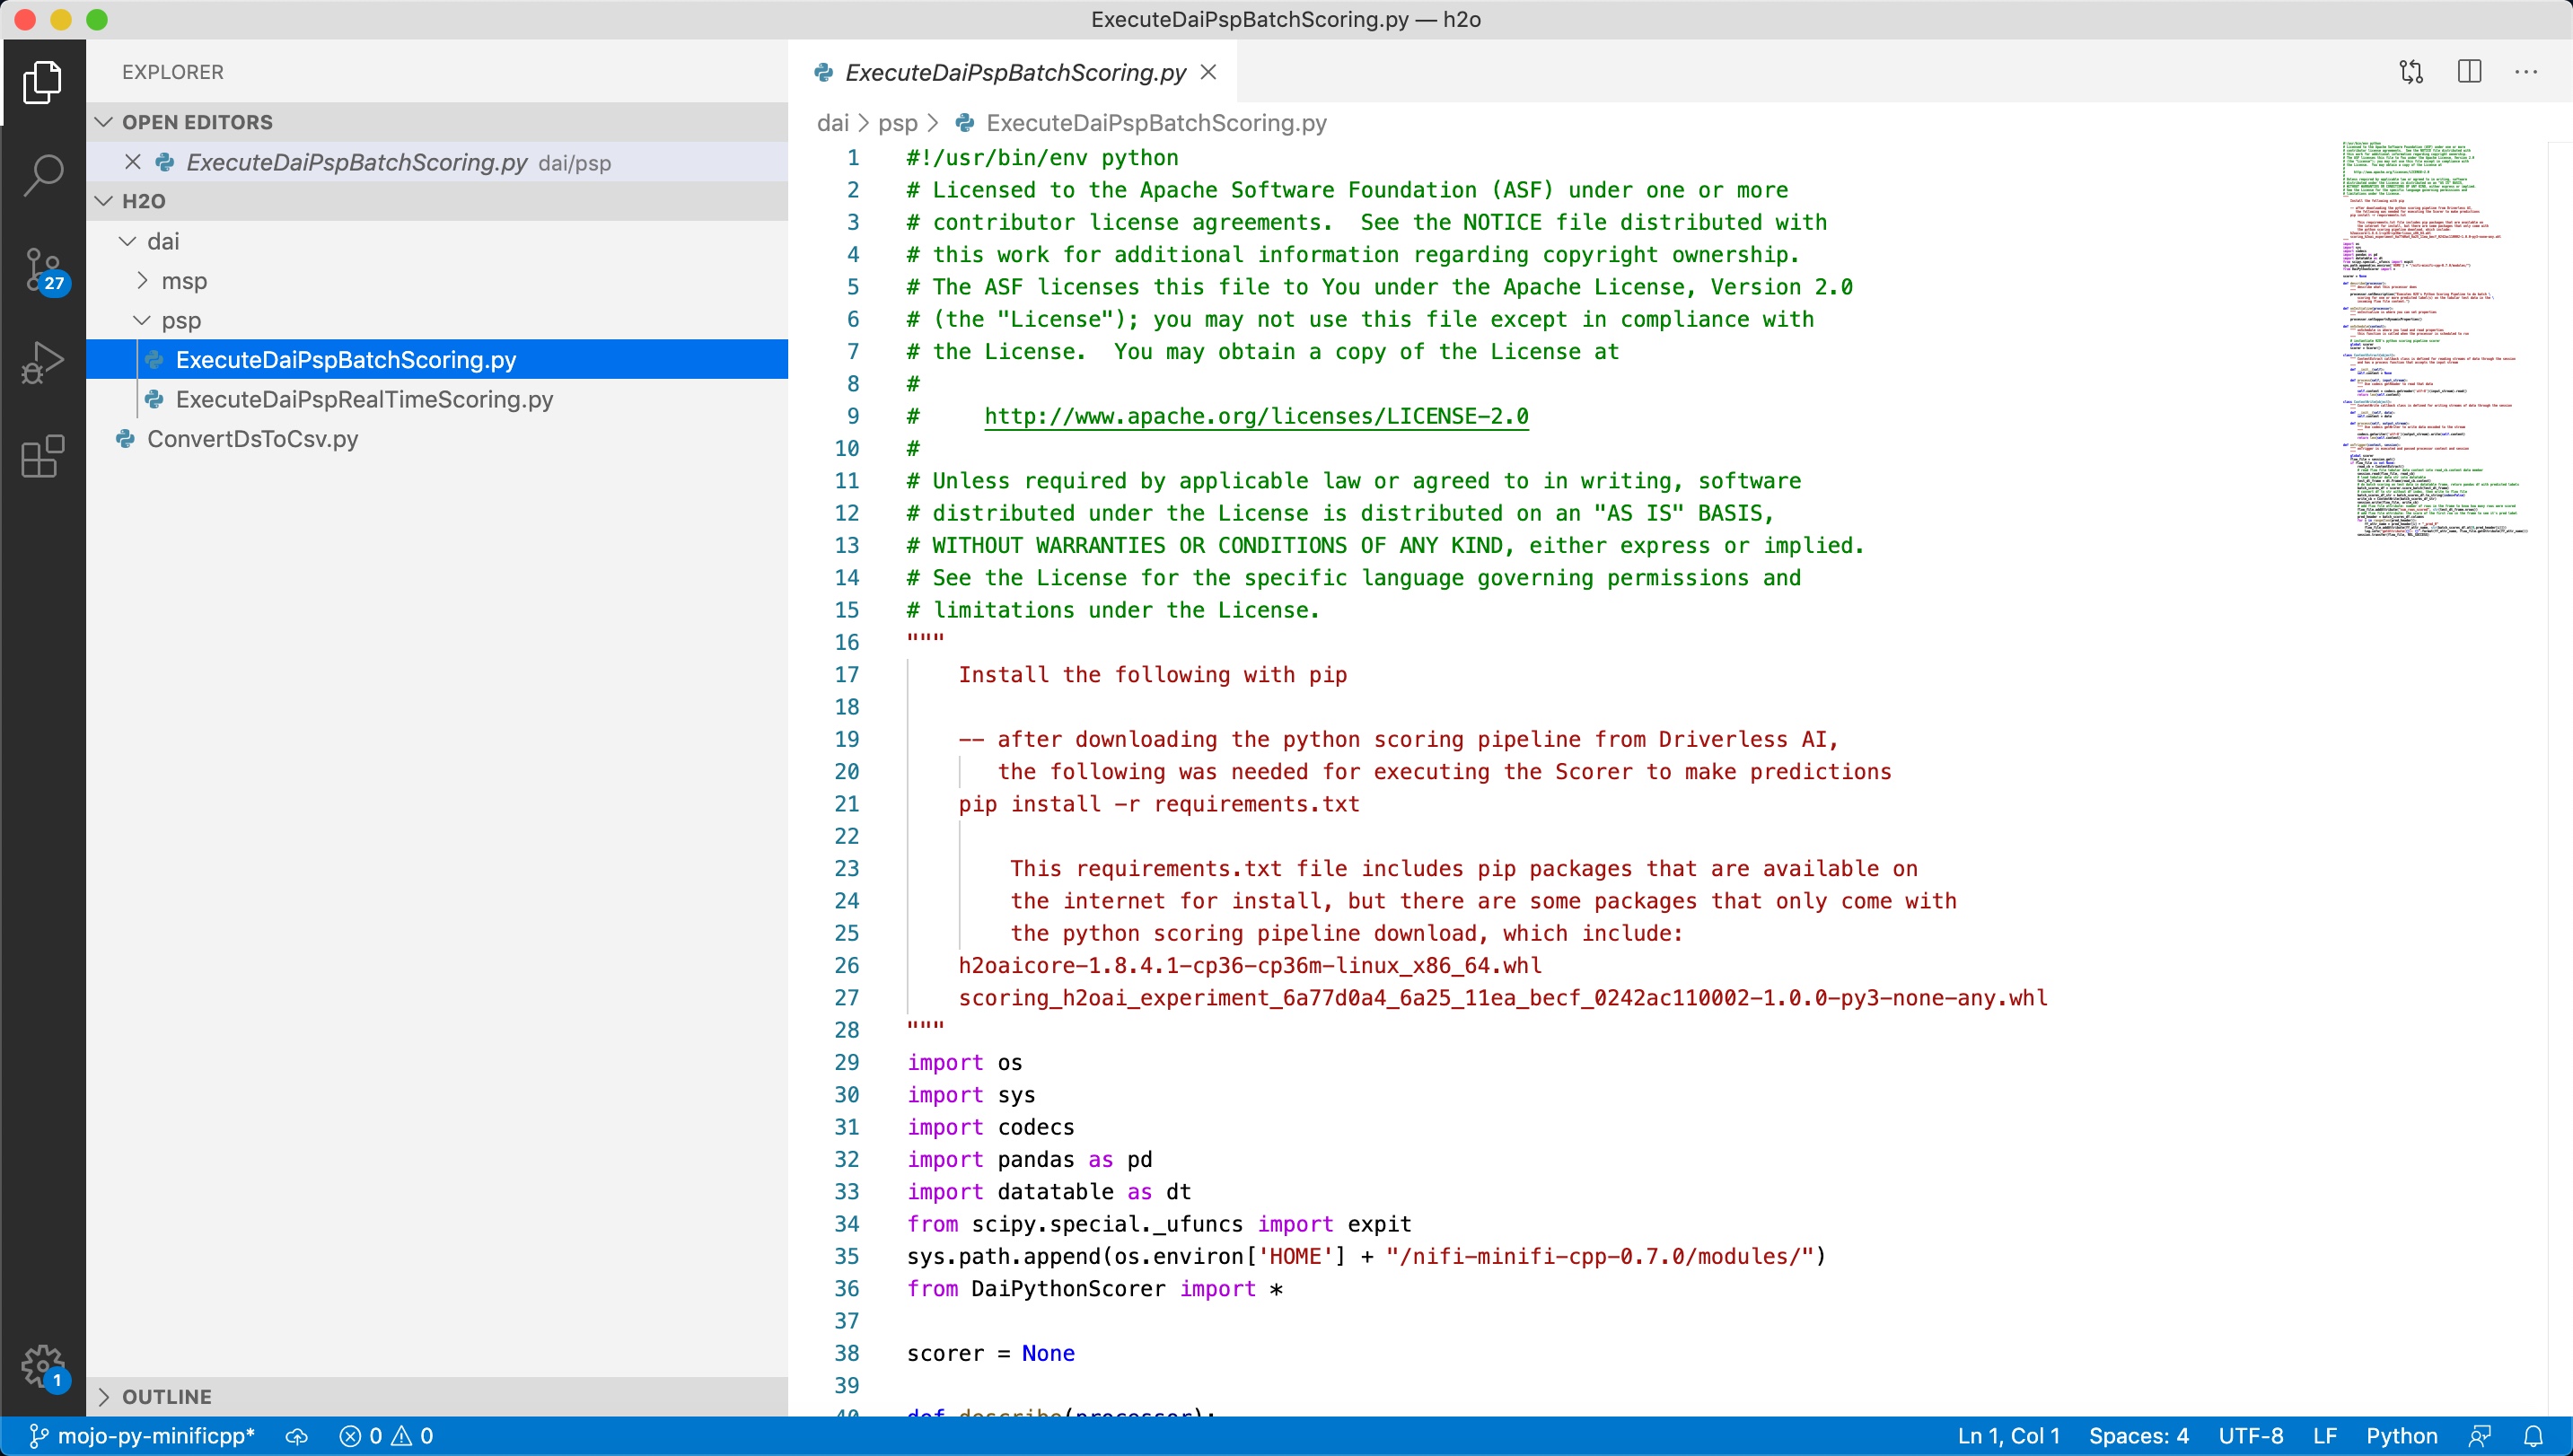 ExecuteDaiPspBatchScoring.py — h2o
EXPLORER
OPEN EDITORS
ExecuteDaiPspBatchScoring.py dai/psp
H2O
dai
msp
psp
ExecuteDaiPspBatchScoring.py
ExecuteDaiPspRealTimeScoring.py
ConvertDsToCsv.py
OUTLINE
27
1
ExecuteDaiPspBatchScoring.py
dai > psp > ExecuteDaiPspBatchScoring.py
1 #!/usr/bin/env python
2 # Licensed to the Apache Software Foundation (ASF) under one or more
3 # contributor license agreements.  See the NOTICE file distributed with
4 # this work for additional information regarding copyright ownership.
5 # The ASF licenses this file to You under the Apache License, Version 2.0
6 # (the "License"); you may not use this file except in compliance with
7 # the License.  You may obtain a copy of the License at
8 #
9 #     http://www.apache.org/licenses/LICENSE-2.0
10 #
11 # Unless required by applicable law or agreed to in writing, software
12 # distributed under the License is distributed on an "AS IS" BASIS,
13 # WITHOUT WARRANTIES OR CONDITIONS OF ANY KIND, either express or implied.
14 # See the License for the specific language governing permissions and
15 # limitations under the License.
16 """
17     Install the following with pip
18
19     -- after downloading the python scoring pipeline from Driverless AI,
20        the following was needed for executing the Scorer to make predictions
21     pip install -r requirements.txt
22
23         This requirements.txt file includes pip packages that are available on
24         the internet for install, but there are some packages that only come with
25         the python scoring pipeline download, which include:
26     h2oaicore-1.8.4.1-cp36-cp36m-linux_x86_64.whl
27     scoring_h2oai_experiment_6a77d0a4_6a25_11ea_becf_0242ac110002-1.0.0-py3-none-any.whl
28 """
29 import os
30 import sys
31 import codecs
32 import pandas as pd
33 import datatable as dt
34 from scipy.special._ufuncs import expit
35 sys.path.append(os.environ['HOME'] + "/nifi-minifi-cpp-0.7.0/modules/")
36 from DaiPythonScorer import *
37
38 scorer = None
39
40 def describe(processor):
mojo-py-minificpp* 0 0 Ln 1, Col 1 Spaces: 4 UTF-8 LF Python